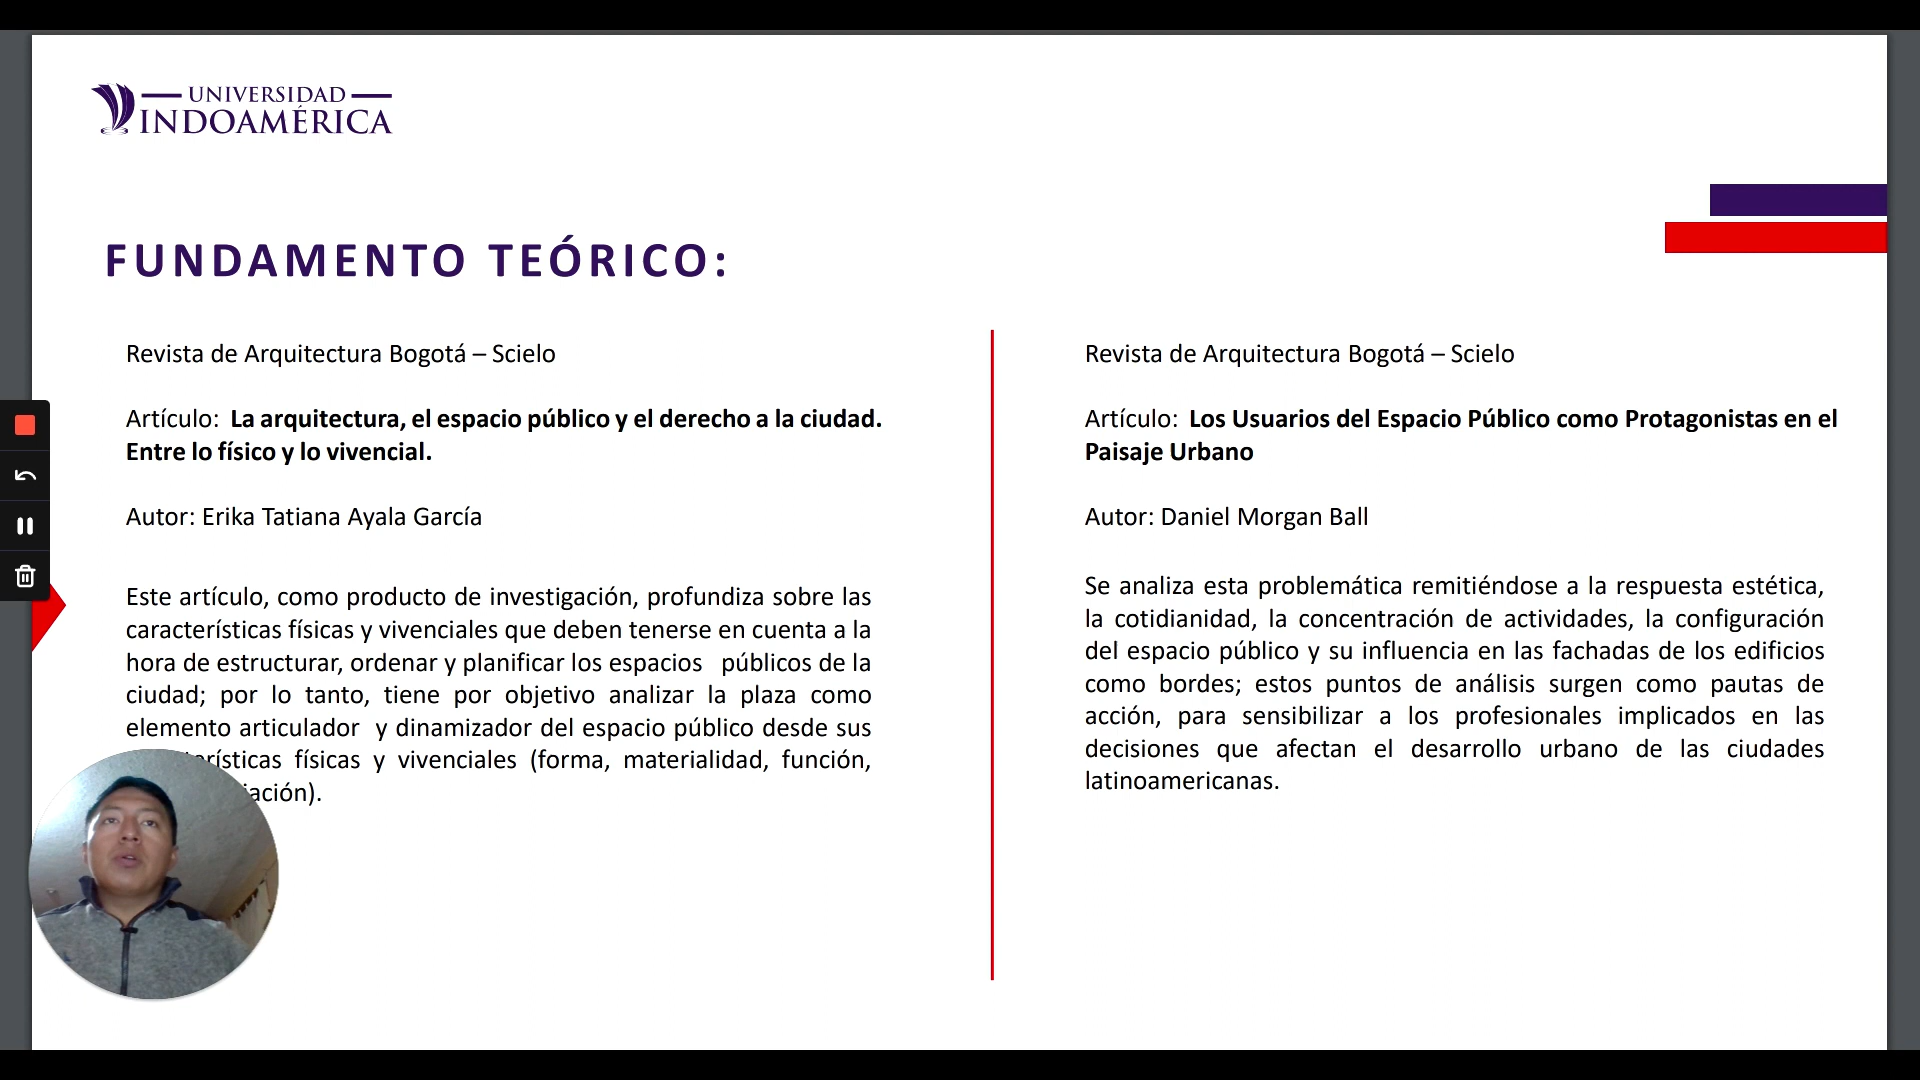 UNIVERSIDAD
INDOAMÉRICA
FUNDAMENTO TEÓRICO:
Revista de Arquitectura Bogotá – Scielo
Artículo: La arquitectura, el espacio público y el derecho a la ciudad.
Entre lo físico y lo vivencial.
Autor: Erika Tatiana Ayala García
Este artículo, como producto de investigación, profundiza sobre las
características físicas y vivenciales que deben tenerse en cuenta a la
hora de estructurar, ordenar y planificar los espacios públicos de la
ciudad; por lo tanto, tiene por objetivo analizar la plaza como
elemento articulador y dinamizador del espacio público desde sus
físicas y vivenciales (forma, materialidad, función,
Revista de Arquitectura Bogotá – Scielo
Artículo: Los Usuarios del Espacio Público como Protagonistas en el
Paisaje Urbano
Autor: Daniel Morgan Ball
Se analiza esta problemática remitiéndose a la respuesta estética,
la cotidianidad, la concentración de actividades, la configuración
del espacio público y su influencia en las fachadas de los edificios
como bordes; estos puntos de análisis surgen como pautas de
acción, para sensibilizar a los profesionales implicados en las
decisiones que afectan el desarrollo urbano de las ciudades
latinoamericanas.